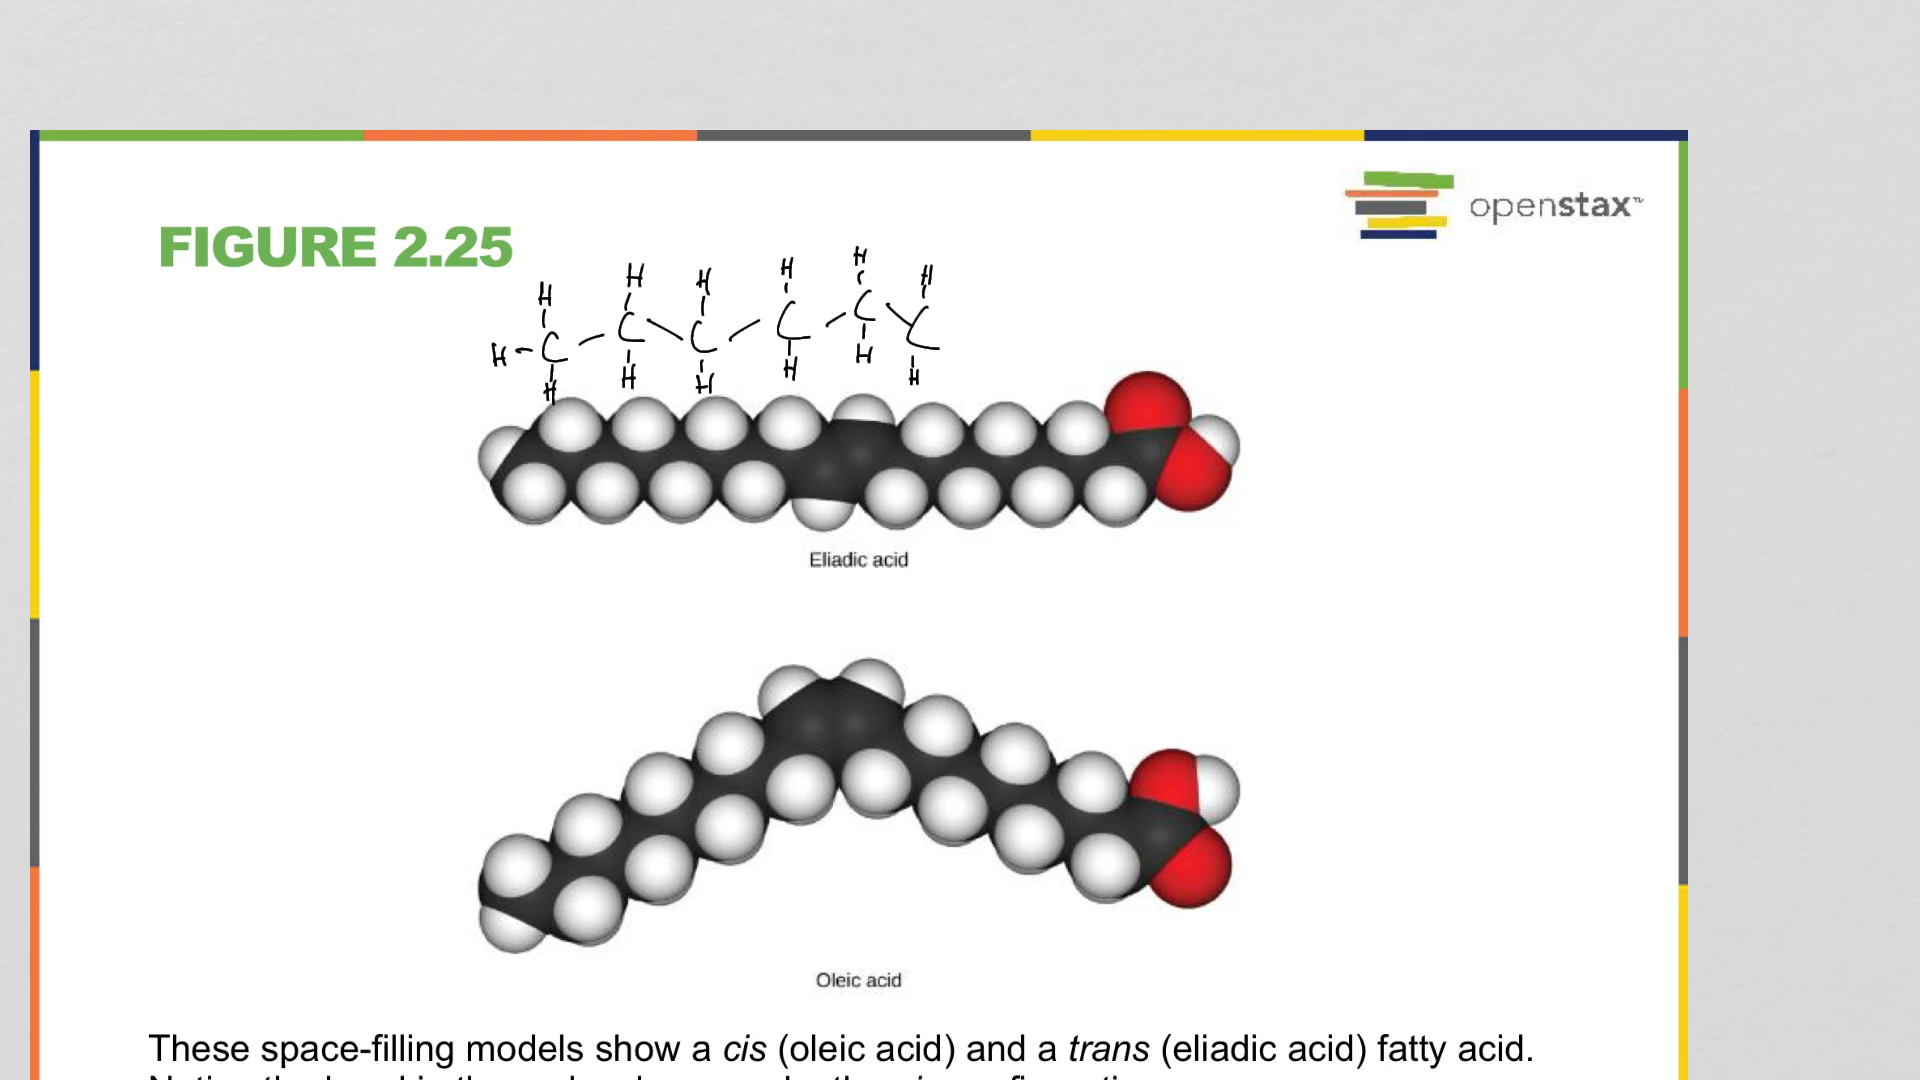 openstax™
FIGURE 2.25
H H H H H H
H-C-C-C-C-C-C
H H H H H H
Eliadic acid
Oleic acid
These space-filling models show a cis (oleic acid) and a trans (eliadic acid) fatty acid.